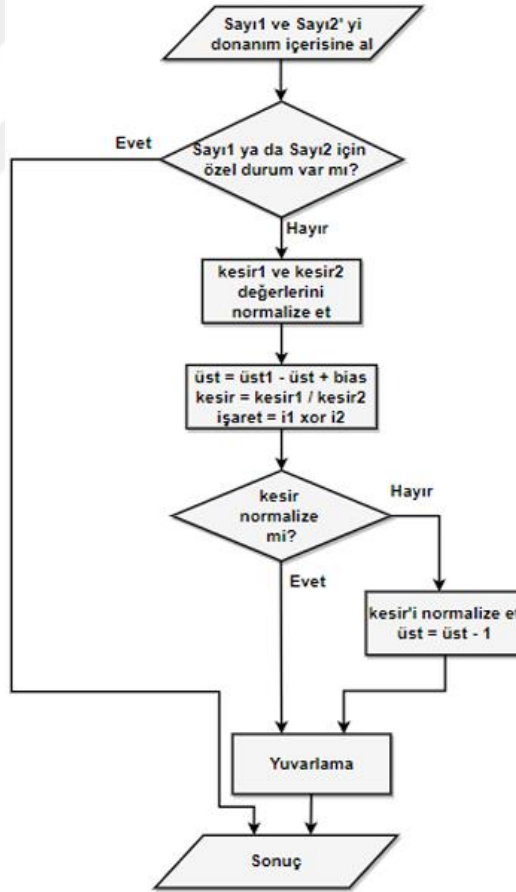 Sayı1 ve Sayı2' yi
donanım içerisine al
Evet
Sayı1 ya da Sayı2 için
özel durum var mı?
Hayır
kesir1 ve kesir2
değerlerini
normalize et
üst = üst1 - üst + bias
kesir = kesir1 / kesir2
işaret = i1 xor i2
kesir
normalize
mi?
Hayır
Evet
kesir'i normalize et
üst = üst - 1
Yuvarlama
Sonuç